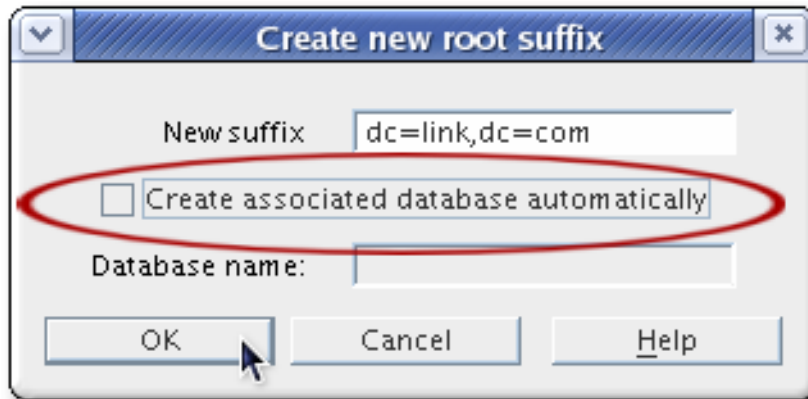 Create new root suffix
New suffix dc=link,dc=com
Create associated database automatically
Database name:
OK Cancel Help